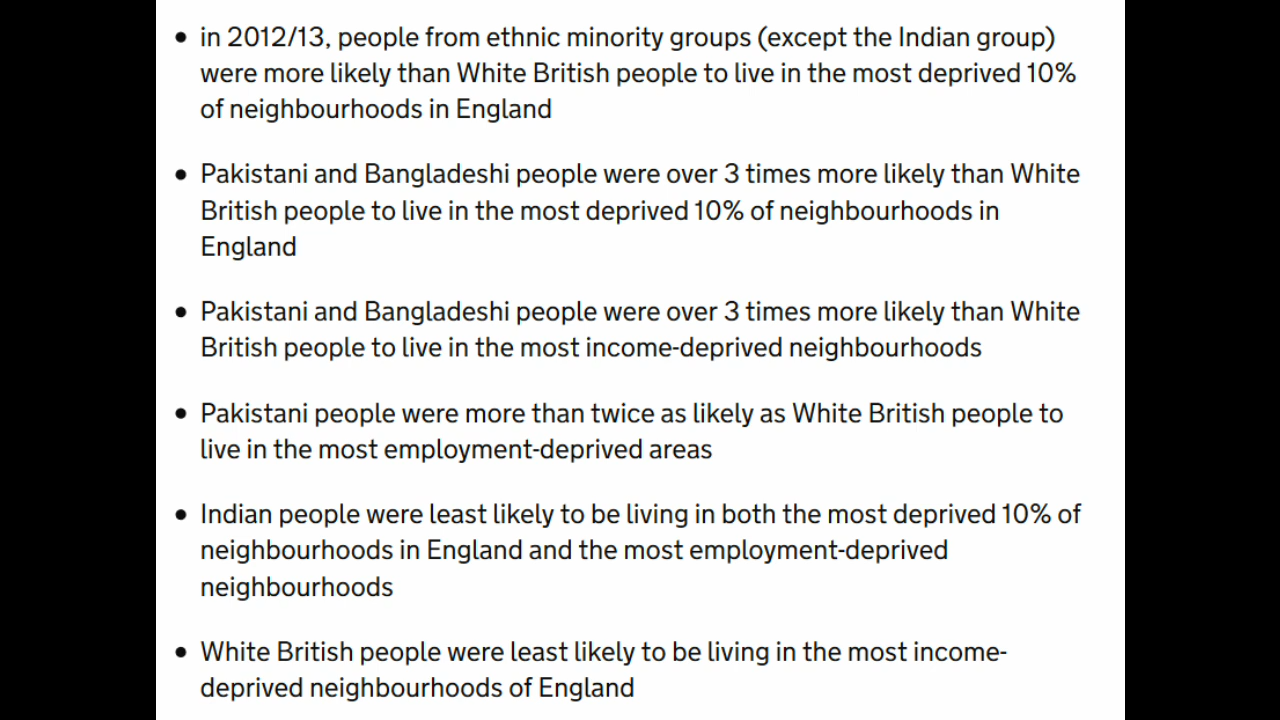 • in 2012/13, people from ethnic minority groups (except the Indian group)
were more likely than White British people to live in the most deprived 10%
of neighbourhoods in England
• Pakistani and Bangladeshi people were over 3 times more likely than White
British people to live in the most deprived 10% of neighbourhoods in
England
• Pakistani and Bangladeshi people were over 3 times more likely than White
British people to live in the most income-deprived neighbourhoods
• Pakistani people were more than twice as likely as White British people to
live in the most employment-deprived areas
• Indian people were least likely to be living in both the most deprived 10% of
neighbourhoods in England and the most employment-deprived
neighbourhoods
• White British people were least likely to be living in the most income-
deprived neighbourhoods of England